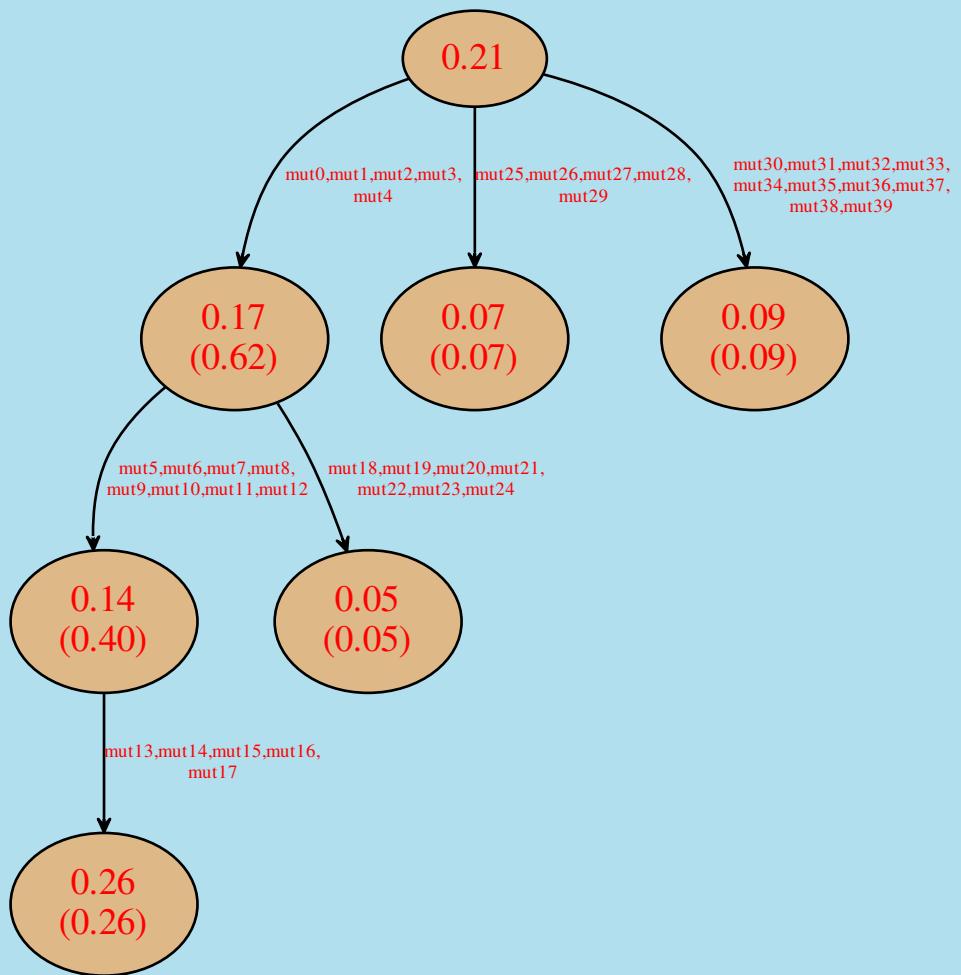 0.21
mut0,mut1,mut2,mut3,
mut4
mut25,mut26,mut27,mut28,
mut29
mut30,mut31,mut32,mut33,
mut34,mut35,mut36,mut37,
mut38,mut39
0.17
(0.62)
0.07
(0.07)
0.09
(0.09)
mut5,mut6,mut7,mut8,
mut9,mut10,mut11,mut12
mut18,mut19,mut20,mut21,
mut22,mut23,mut24
0.14
(0.40)
0.05
(0.05)
mut13,mut14,mut15,mut16,
mut17
0.26
(0.26)